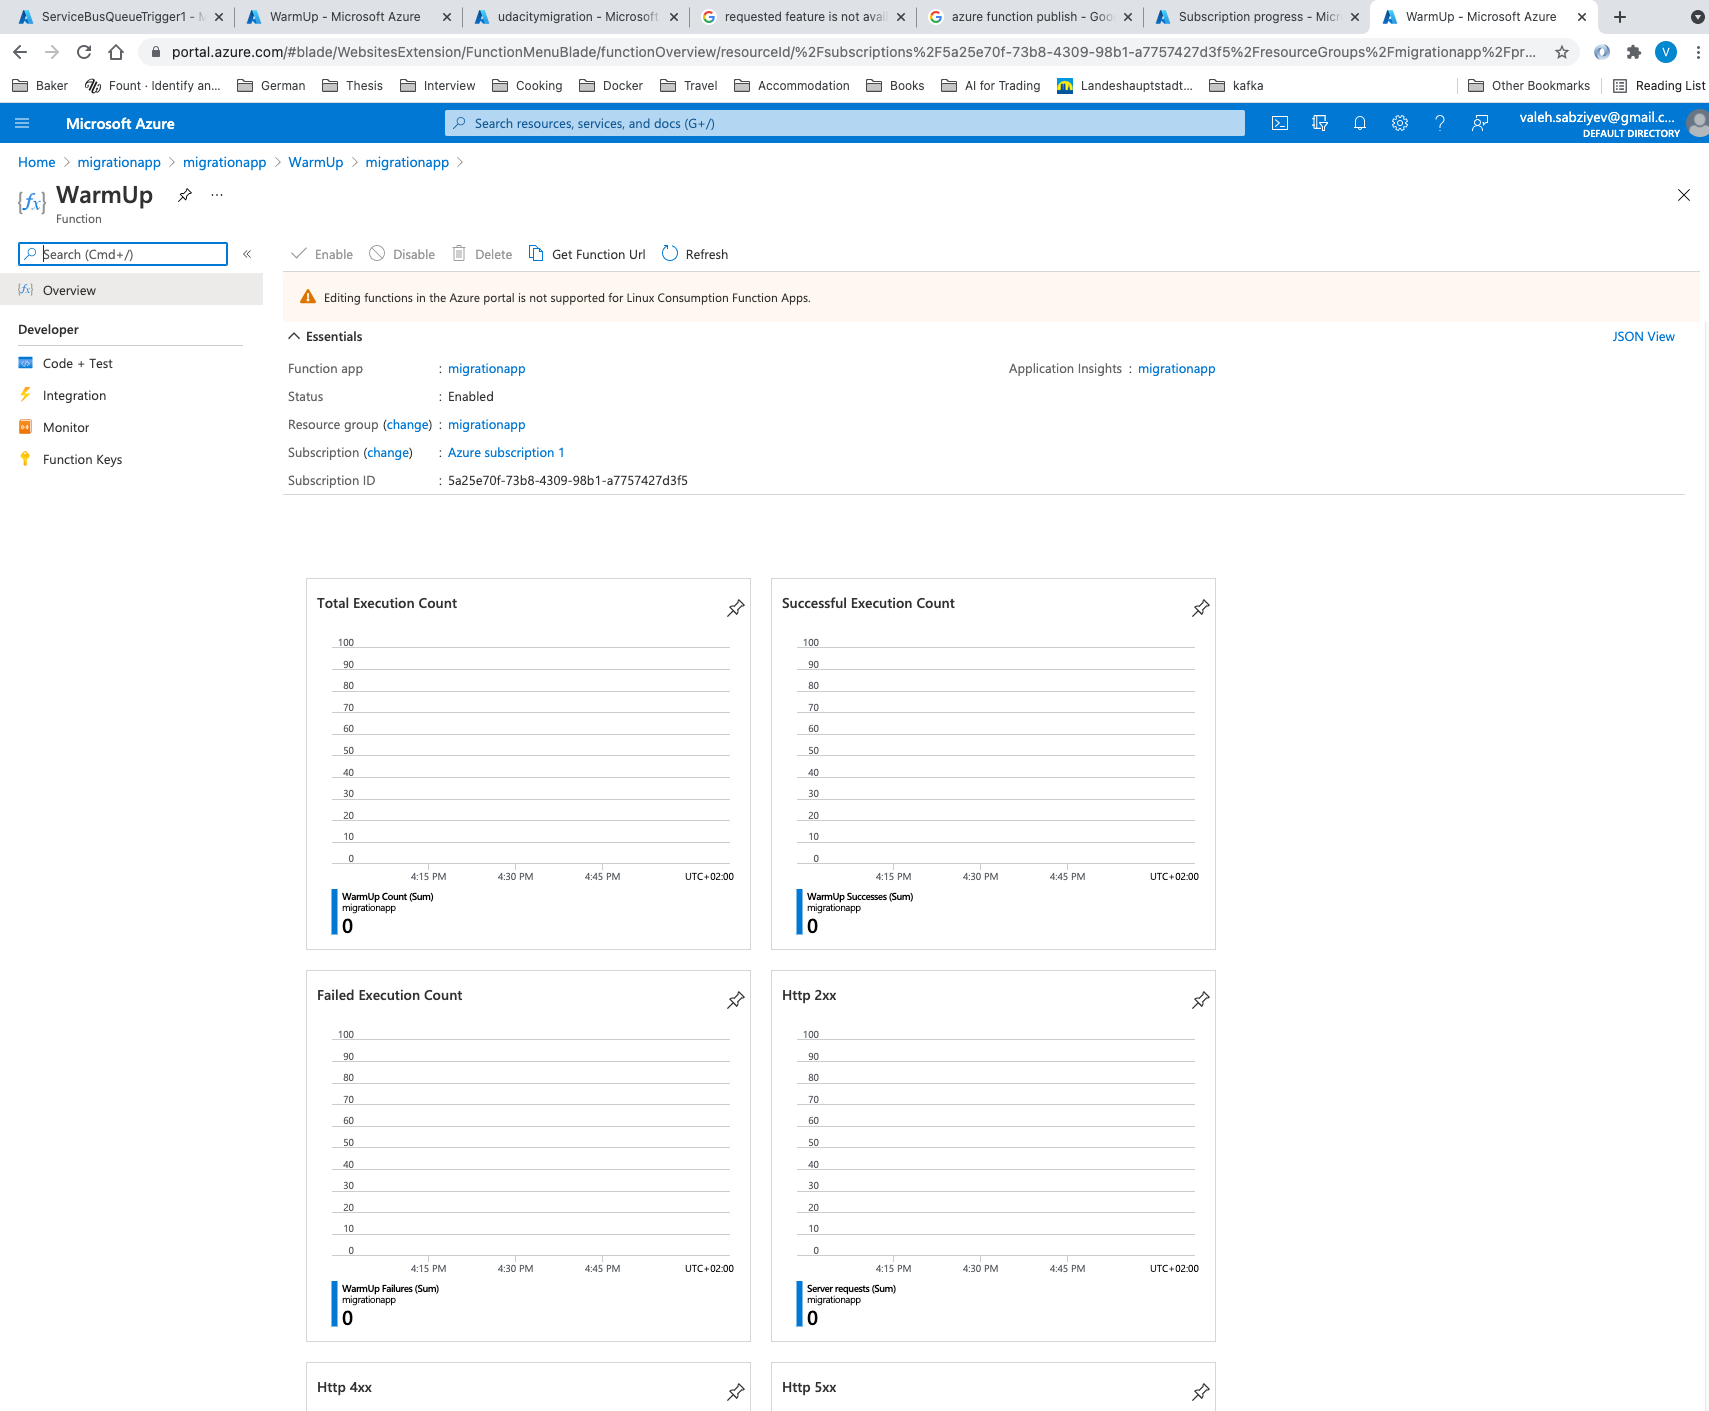 ServiceBusQueueTrigger1 - M
WarmUp - Microsoft Azure
udacitymigration - Microsoft
requested feature is not avail
azure function publish - Goo
Subscription progress - Micr
WarmUp - Microsoft Azure
portal.azure.com/#blade/WebsitesExtension/FunctionMenuBlade/functionOverview/resourceId/%2Fsubscriptions%2F5a25e70f-73b8-4309-98b1-a7757427d3f5%2FresourceGroups%2Fmigrationapp%2Fpr...
V
Baker
Fount · Identify an...
German
Thesis
Interview
Cooking
Docker
Travel
Accommodation
Books
AI for Trading
Landeshauptstadt...
kafka
Other Bookmarks
Reading List
Microsoft Azure
Search resources, services, and docs (G+/)
valeh.sabziyev@gmail.c...
DEFAULT DIRECTORY
Home > migrationapp > migrationapp > WarmUp > migrationapp >
WarmUp
...
Function
Search (Cmd+/)
Enable
Disable
Delete
Get Function Url
Refresh
Overview
Developer
Code + Test
Integration
Monitor
Function Keys
Editing functions in the Azure portal is not supported for Linux Consumption Function Apps.
Essentials
JSON View
Function app : migrationapp
Application Insights : migrationapp
Status : Enabled
Resource group (change) : migrationapp
Subscription (change) : Azure subscription 1
Subscription ID : 5a25e70f-73b8-4309-98b1-a7757427d3f5
Total Execution Count
100
90
80
70
60
50
40
30
20
10
0
4:15 PM 4:30 PM 4:45 PM UTC+02:00
WarmUp Count (Sum)
migrationapp
0
Successful Execution Count
100
90
80
70
60
50
40
30
20
10
0
4:15 PM 4:30 PM 4:45 PM UTC+02:00
WarmUp Successes (Sum)
migrationapp
0
Failed Execution Count
100
90
80
70
60
50
40
30
20
10
0
4:15 PM 4:30 PM 4:45 PM UTC+02:00
WarmUp Failures (Sum)
migrationapp
0
Http 2xx
100
90
80
70
60
50
40
30
20
10
0
4:15 PM 4:30 PM 4:45 PM UTC+02:00
Server requests (Sum)
migrationapp
0
Http 4xx
Http 5xx